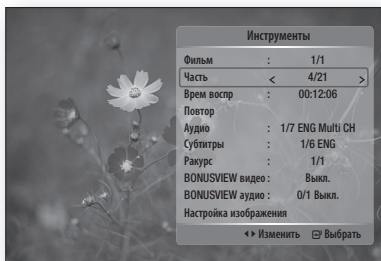 Инструменты
Фильм : 1/1
Часть < 4/21 >
Врем воспр : 00:12:06
Повтор
Аудио : 1/7 ENG Multi CH
Субтитры : 1/6 ENG
Ракурс : 1/1
BONUSVIEW видео : Выкл.
BONUSVIEW аудио : 0/1 Выкл.
Настройка изображения
◄► Изменить Выбрать